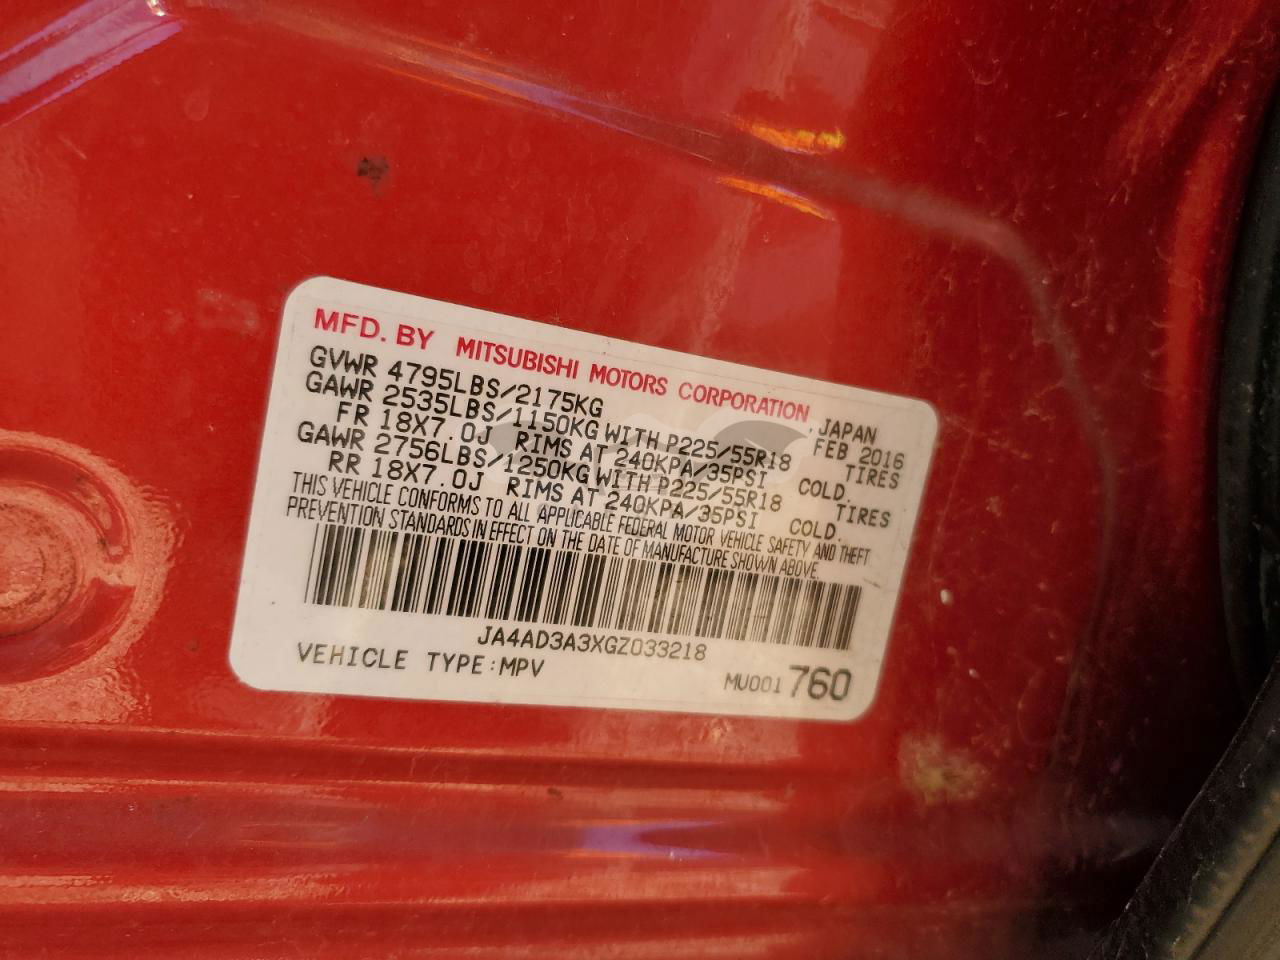 MFD. BY MITSUBISHI MOTORS CORPORATION, JAPAN
GVWR 4795LBS/2175KG FEB 2016
GAWR 2535LBS/1150KG WITH P225/55R18 TIRES
FR 18X7.0J RIMS AT 240KPA/35PSI COLD.
GAWR 2756LBS/1250KG WITH P225/55R18 TIRES
RR 18X7.0J RIMS AT 240KPA/35PSI COLD.
THIS VEHICLE CONFORMS TO ALL APPLICABLE FEDERAL MOTOR VEHICLE SAFETY AND THEFT
PREVENTION STANDARDS IN EFFECT ON THE DATE OF MANUFACTURE SHOWN ABOVE.
JA4AD3A3XGZ033218
VEHICLE TYPE:MPV MU001760